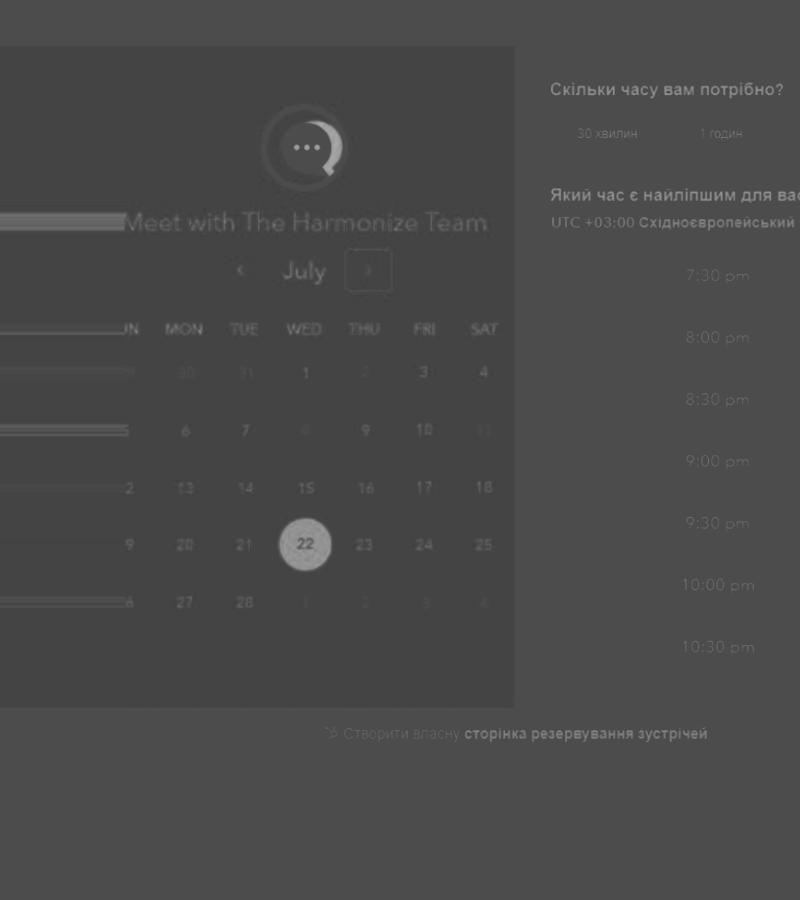 Meet with The Harmonize Team
July
MON TUE WED THU FRI SAT
30 31 1 2 3 4
5 6 7 8 9 10 11
2 13 14 15 16 17 18
9 20 21 22 23 24 25
6 27 28 1 2 3 4
Скільки часу вам потрібно?
30 хвилин 1 годин
Який час є найліпшим для вас
UTC +03:00 Східноєвропейський
7:30 pm
8:00 pm
8:30 pm
9:00 pm
9:30 pm
10:00 pm
10:30 pm
Створити власну сторінка резервування зустрічей